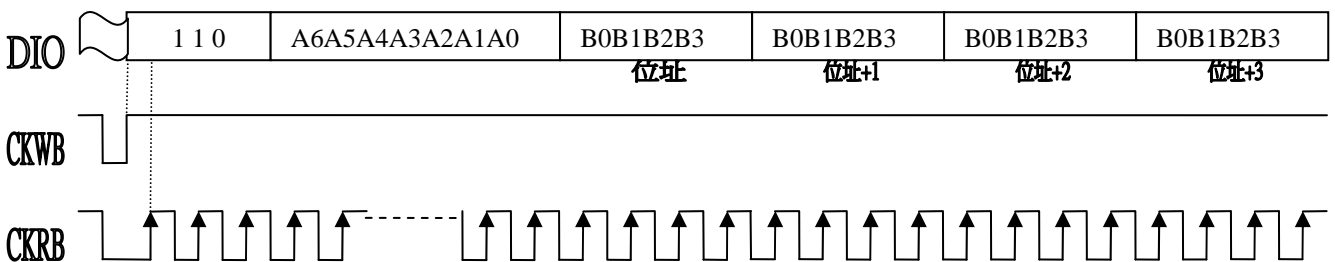 DIO 1 1 0 A6A5A4A3A2A1A0 B0B1B2B3 B0B1B2B3 B0B1B2B3 B0B1B2B3
位址 位址+1 位址+2 位址+3
CKWB
CKRB